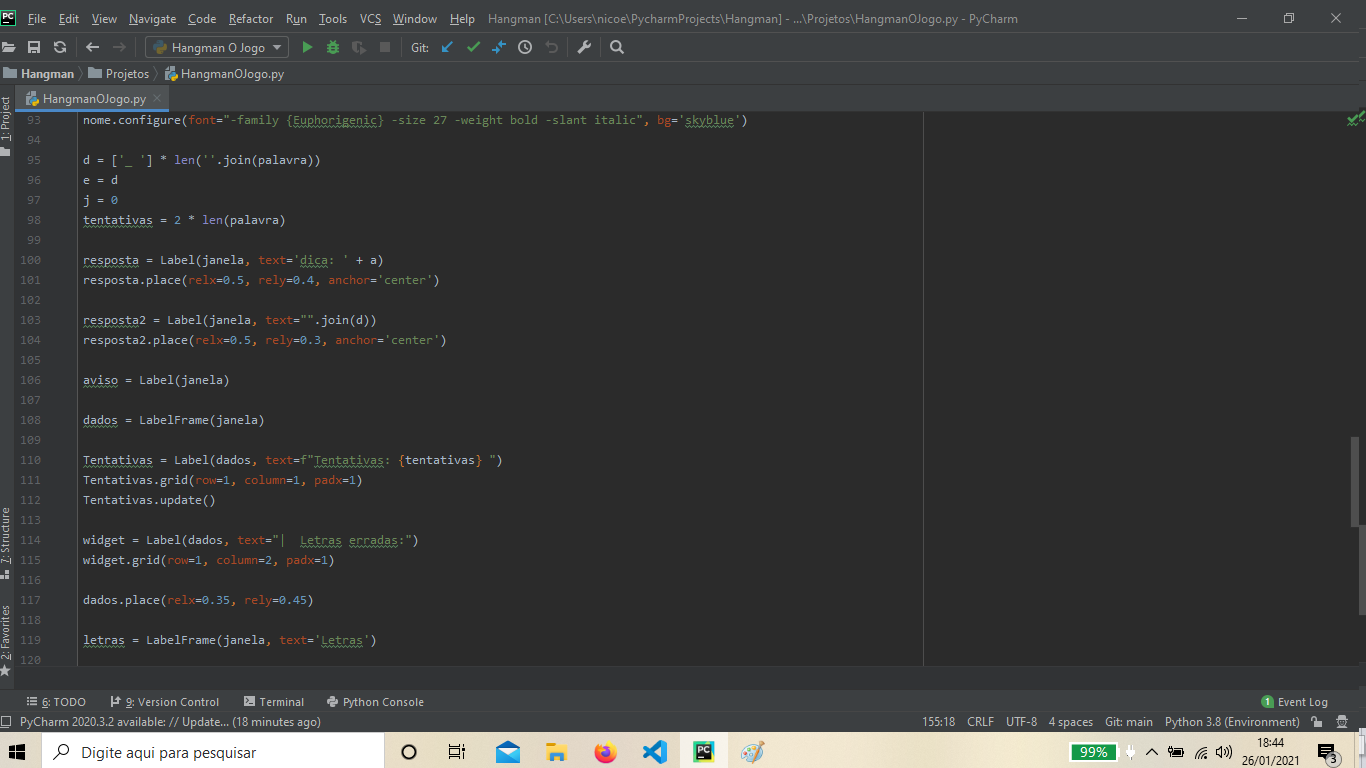 File Edit View Navigate Code Refactor Run Tools VCS Window Help Hangman [C:\Users\nicoe\PycharmProjects\Hangman] - ...\Projetos\HangmanOJogo.py - PyCharm
Hangman O Jogo Git:
Hangman Projetos HangmanOJogo.py
HangmanOJogo.py
1: Project
7: Structure
2: Favorites
93 nome.configure(font="-family {Euphorigenic} -size 27 -weight bold -slant italic", bg='skyblue')
94
95 d = ['_ '] * len(''.join(palavra))
96 e = d
97 j = 0
98 tentativas = 2 * len(palavra)
99
100 resposta = Label(janela, text='dica: ' + a)
101 resposta.place(relx=0.5, rely=0.4, anchor='center')
102
103 resposta2 = Label(janela, text="".join(d))
104 resposta2.place(relx=0.5, rely=0.3, anchor='center')
105
106 aviso = Label(janela)
107
108 dados = LabelFrame(janela)
109
110 Tentativas = Label(dados, text=f"Tentativas: {tentativas} ")
111 Tentativas.grid(row=1, column=1, padx=1)
112 Tentativas.update()
113
114 widget = Label(dados, text="|  Letras erradas:")
115 widget.grid(row=1, column=2, padx=1)
116
117 dados.place(relx=0.35, rely=0.45)
118
119 letras = LabelFrame(janela, text='Letras')
120
6: TODO 9: Version Control Terminal Python Console 1 Event Log
PyCharm 2020.3.2 available: // Update... (18 minutes ago) 155:18 CRLF UTF-8 4 spaces Git: main Python 3.8 (Environment)
Digite aqui para pesquisar 99% 18:44
26/01/2021 3